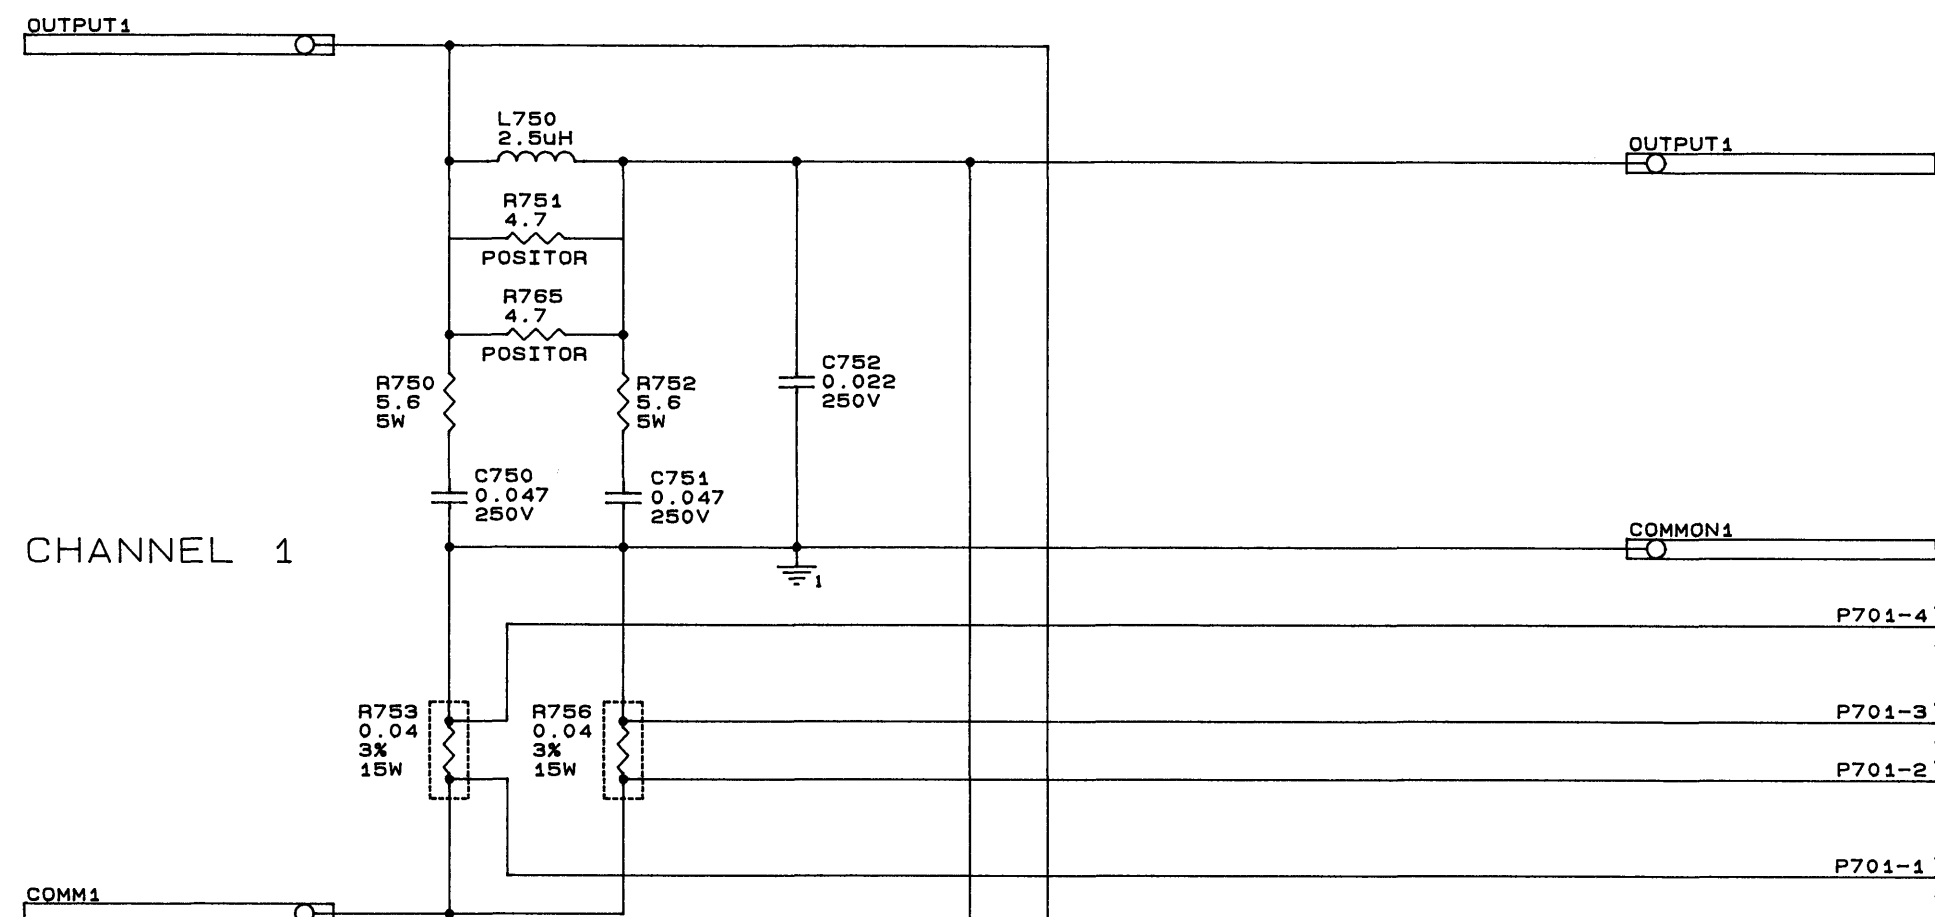 OUTPUT1
L750
2.5uH
OUTPUT1
R751
4.7
POSITOR
R765
4.7
POSITOR
R750
5.6
5W
R752
5.6
5W
C752
0.022
250V
C750
0.047
250V
C751
0.047
250V
CHANNEL 1
COMMON1
1
P701-4
R753
0.04
3%
15W
R756
0.04
3%
15W
P701-3
P701-2
P701-1
COMM1